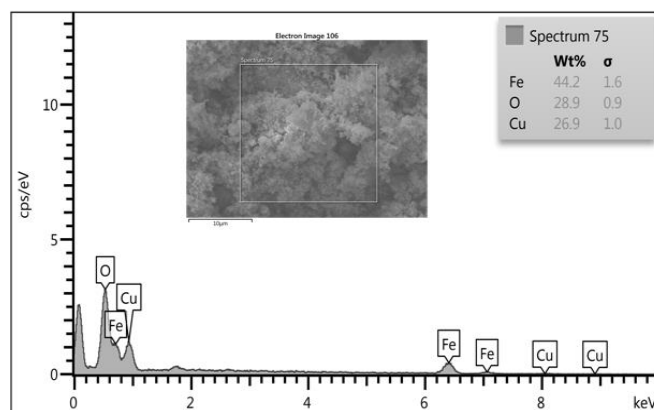 Electron Image 106
Spectrum 75
10µm
Spectrum 75
Wt% σ
Fe 44.2 1.6
O 28.9 0.9
Cu 26.9 1.0
cps/eV
10
5
0
O
Fe
Cu
Fe
Fe
Cu
Cu
0 2 4 6 8 keV